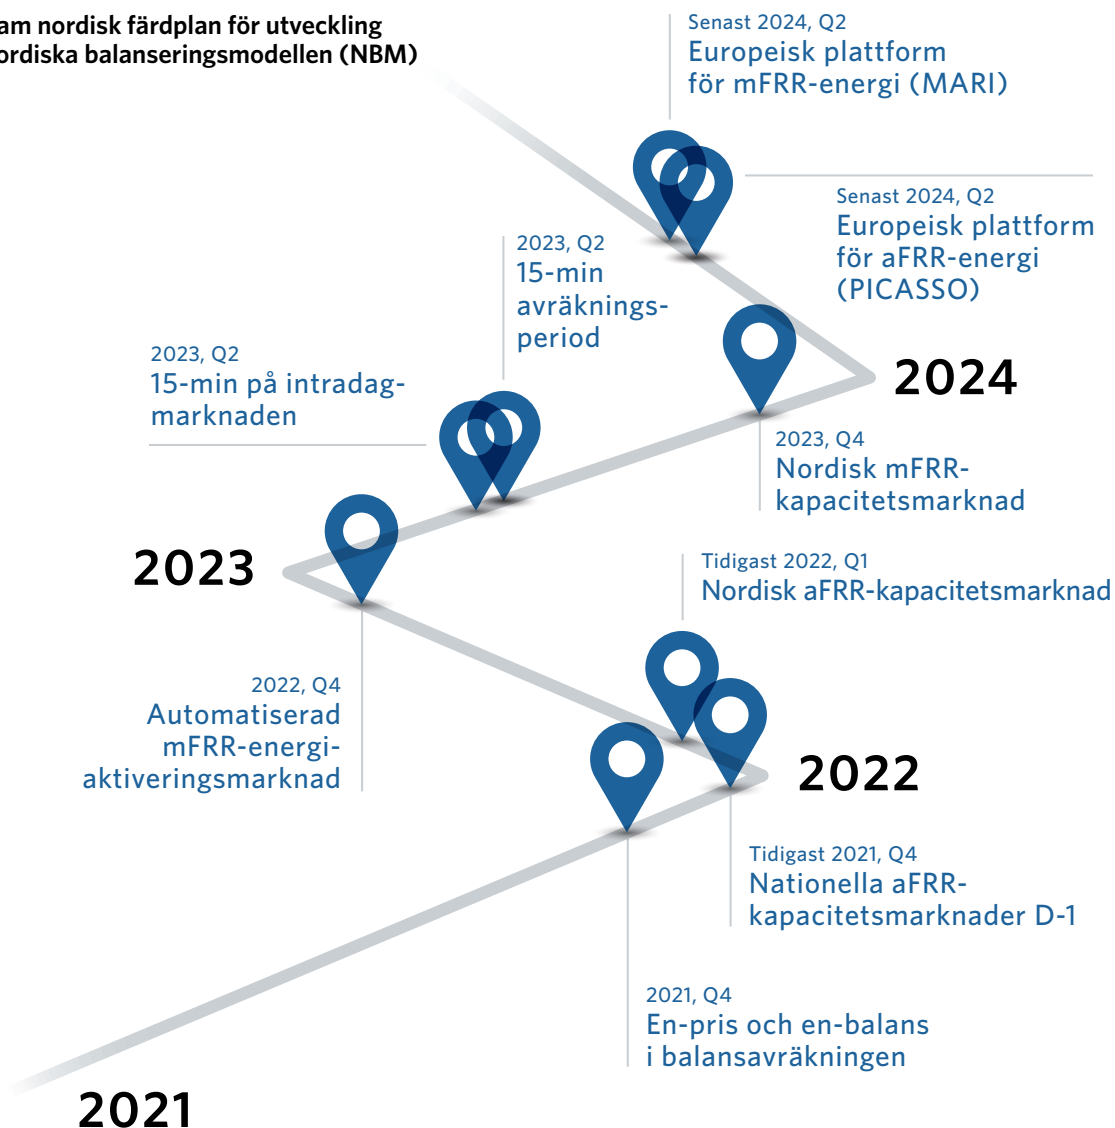 am nordisk färdplan för utveckling
ordiska balanseringsmodellen (NBM)
Senast 2024, Q2
Europeisk plattform
för mFRR-energi (MARI)
Senast 2024, Q2
Europeisk plattform
för aFRR-energi
(PICASSO)
2023, Q2
15-min
avräknings-
period
2023, Q2
15-min på intradag-
marknaden
2024
2023, Q4
Nordisk mFRR-
kapacitetsmarknad
2023
Tidigast 2022, Q1
Nordisk aFRR-kapacitetsmarknad
2022, Q4
Automatiserad
mFRR-energi-
aktiveringsmarknad
2022
Tidigast 2021, Q4
Nationella aFRR-
kapacitetsmarknader D-1
2021, Q4
En-pris och en-balans
i balansavräkningen
2021